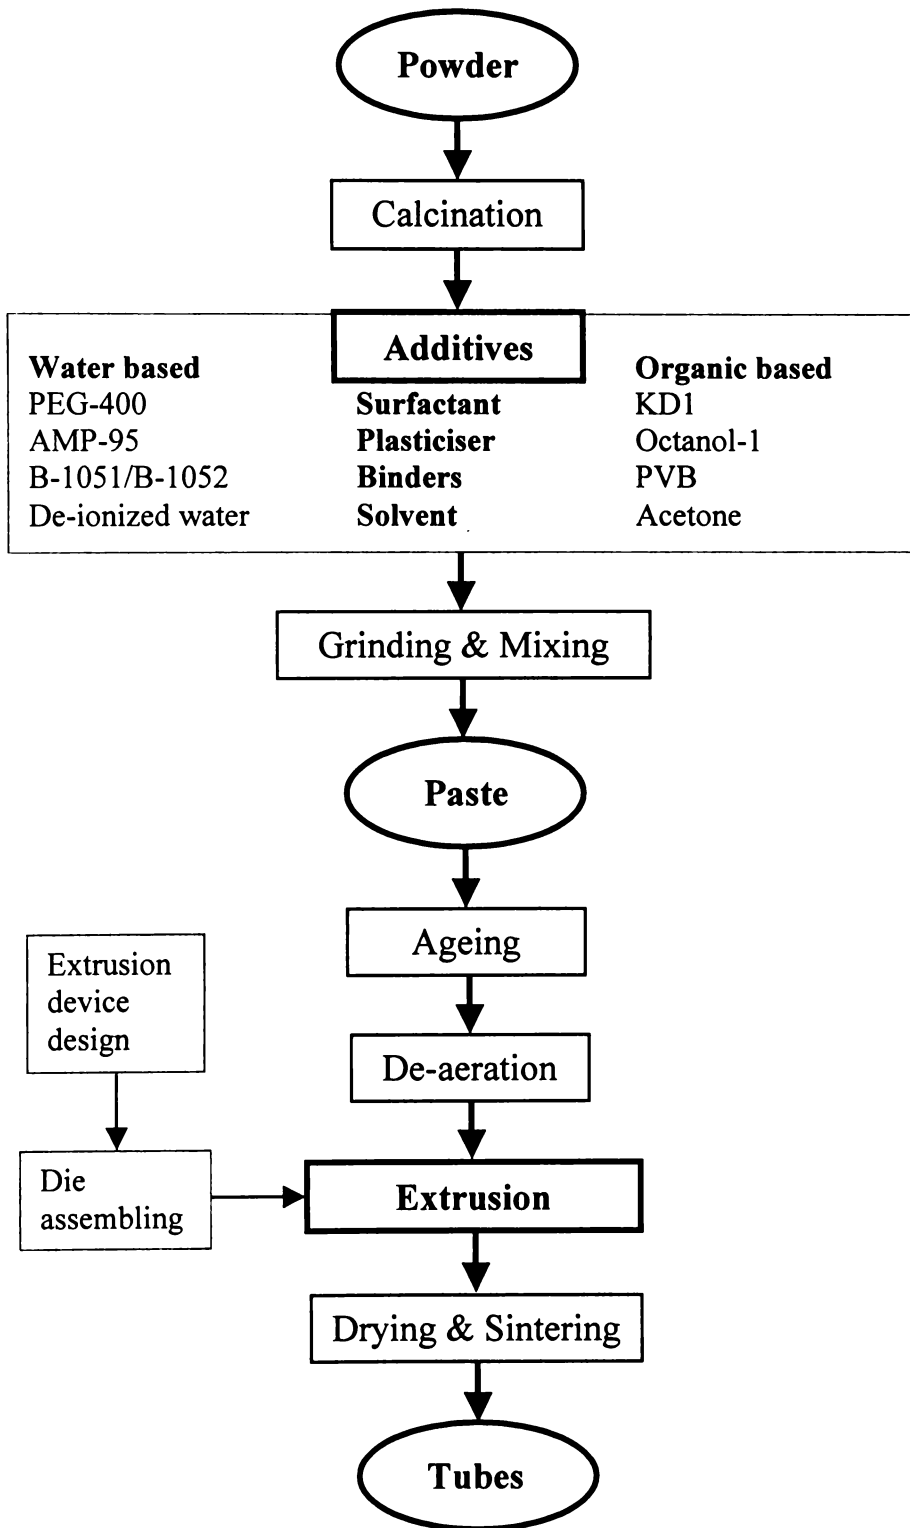 Powder
Calcination
Additives
Water based Organic based
PEG-400 Surfactant KD1
AMP-95 Plasticiser Octanol-1
B-1051/B-1052 Binders PVB
De-ionized water Solvent Acetone
Grinding & Mixing
Paste
Ageing
Extrusion
device
design
De-aeration
Die
assembling
Extrusion
Drying & Sintering
Tubes